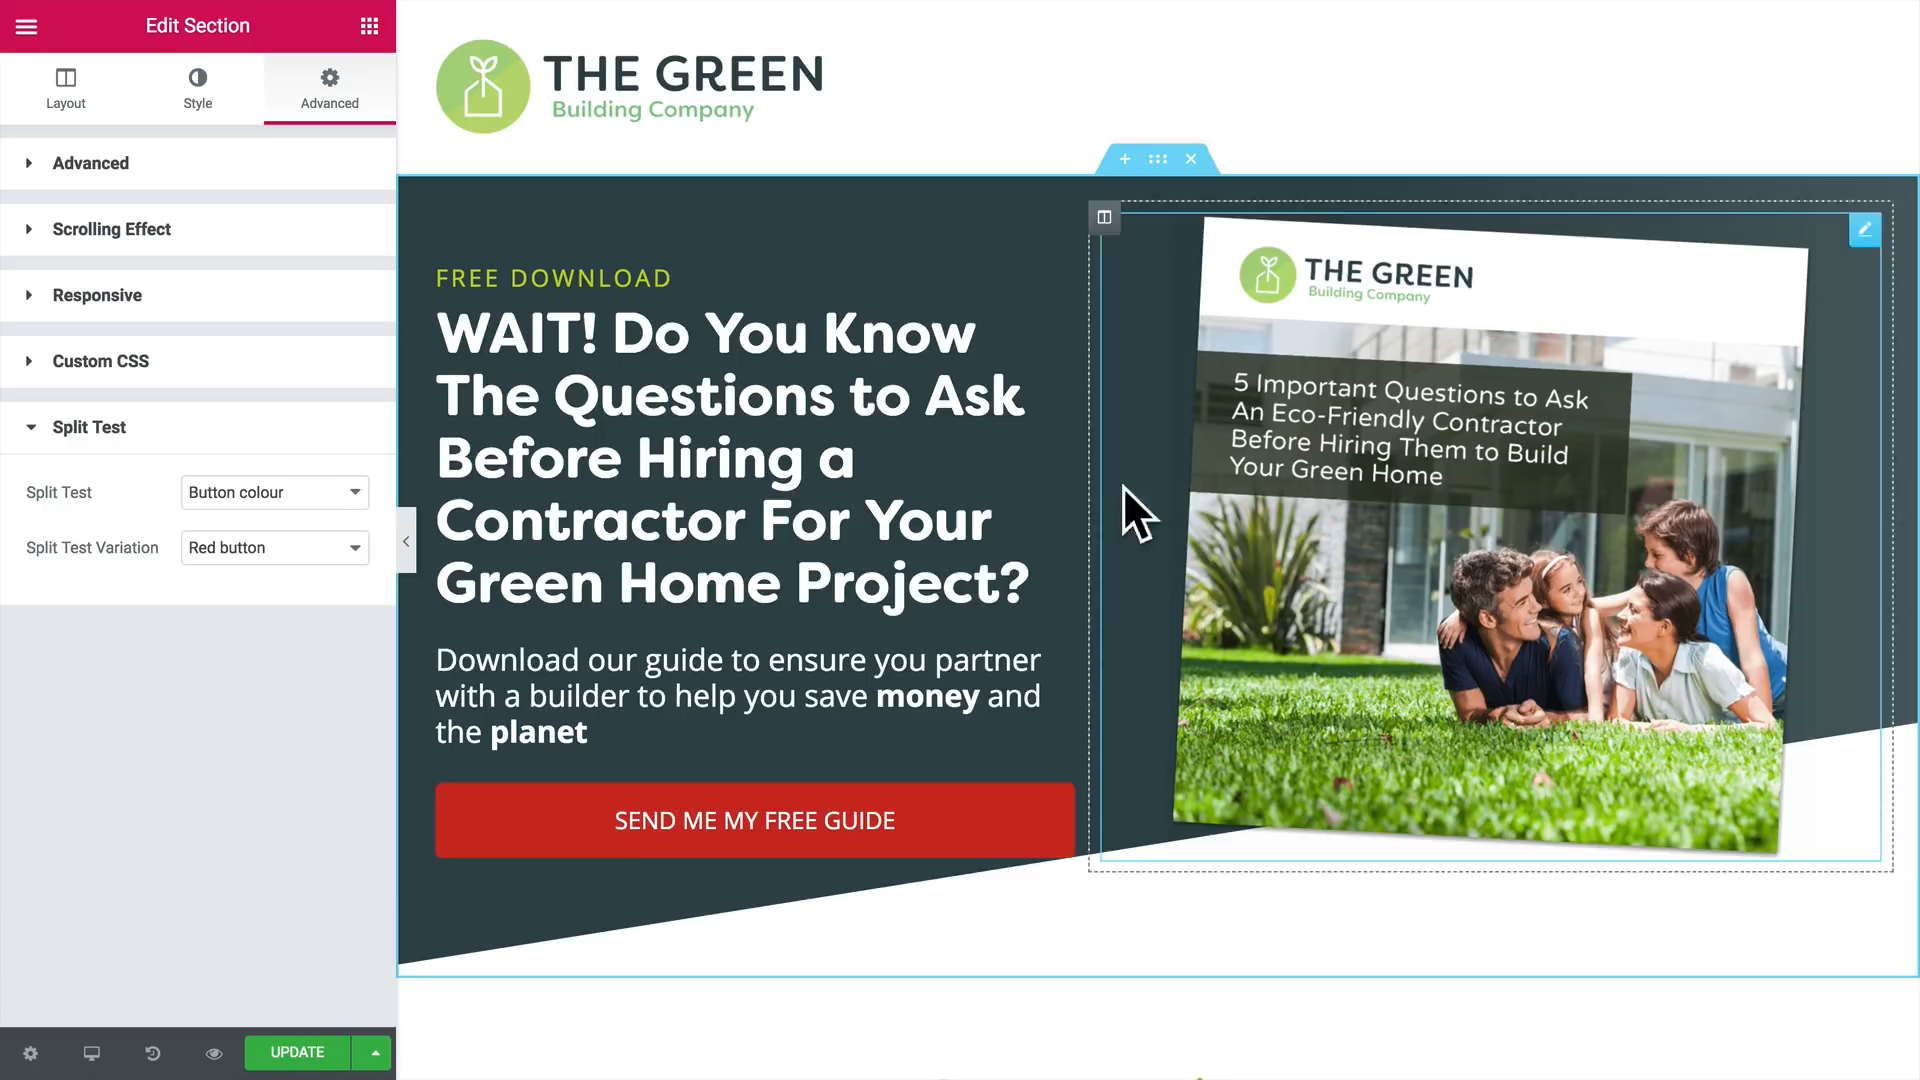 Edit Section
Layout
Style
Advanced
Advanced
Scrolling Effect
Responsive
Custom CSS
Split Test
Split Test
Button colour
Split Test Variation
Red button
UPDATE
THE GREEN
Building Company
FREE DOWNLOAD
WAIT! Do You Know
The Questions to Ask
Before Hiring a
Contractor For Your
Green Home Project?
Download our guide to ensure you partner
with a builder to help you save money and
the planet
SEND ME MY FREE GUIDE
THE GREEN
Building Company
5 Important Questions to Ask
An Eco-Friendly Contractor
Before Hiring Them to Build
Your Green Home